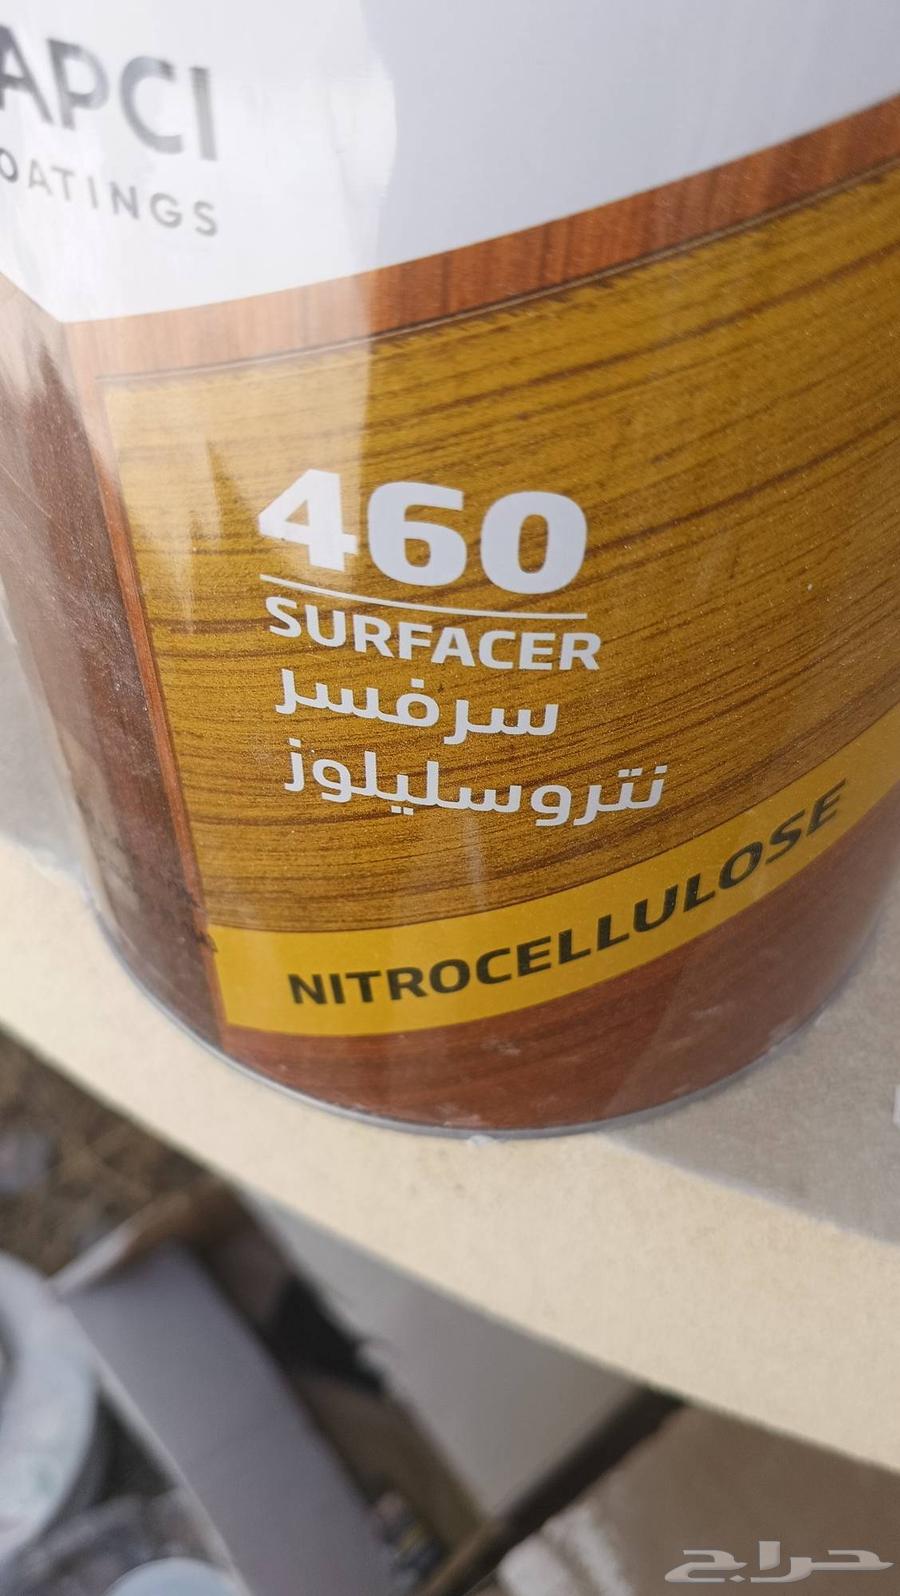 APCI
OATINGS
460
SURFACER
سرفسر
نتروسليلوز
NITROCELLULOSE
حراج